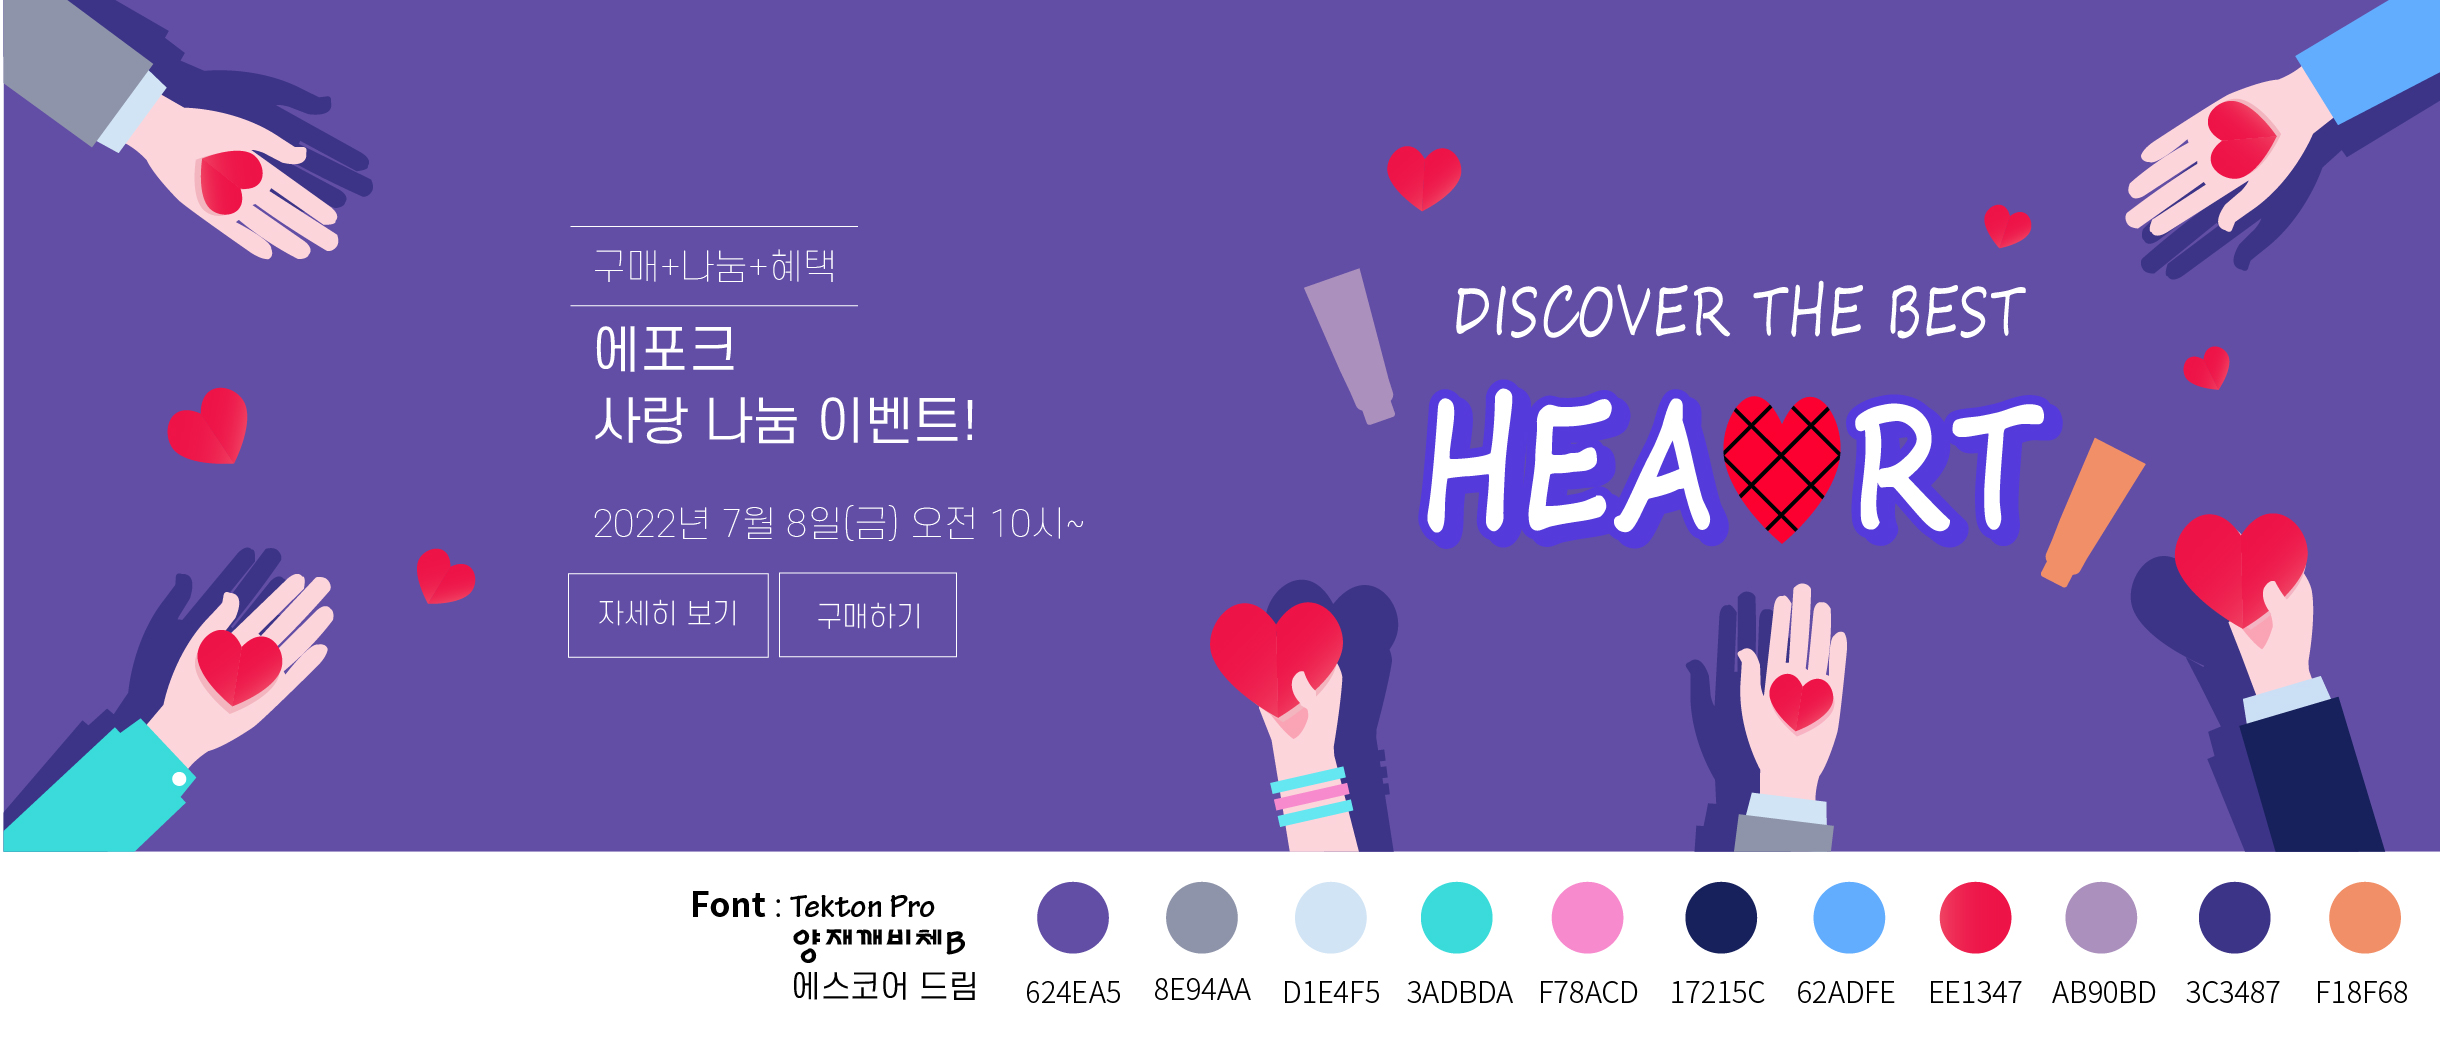 구매+나눔+혜택
에포크
사랑 나눔 이벤트!
2022년 7월 8일(금) 오전 10시~
자세히 보기
구매하기
DISCOVER THE BEST
HEA RT
Font : Tekton Pro
양재깨비체B
에스코어 드림
624EA5 8E94AA D1E4F5 3ADBDA F78ACD 17215C 62ADFE EE1347 AB90BD 3C3487 F18F68